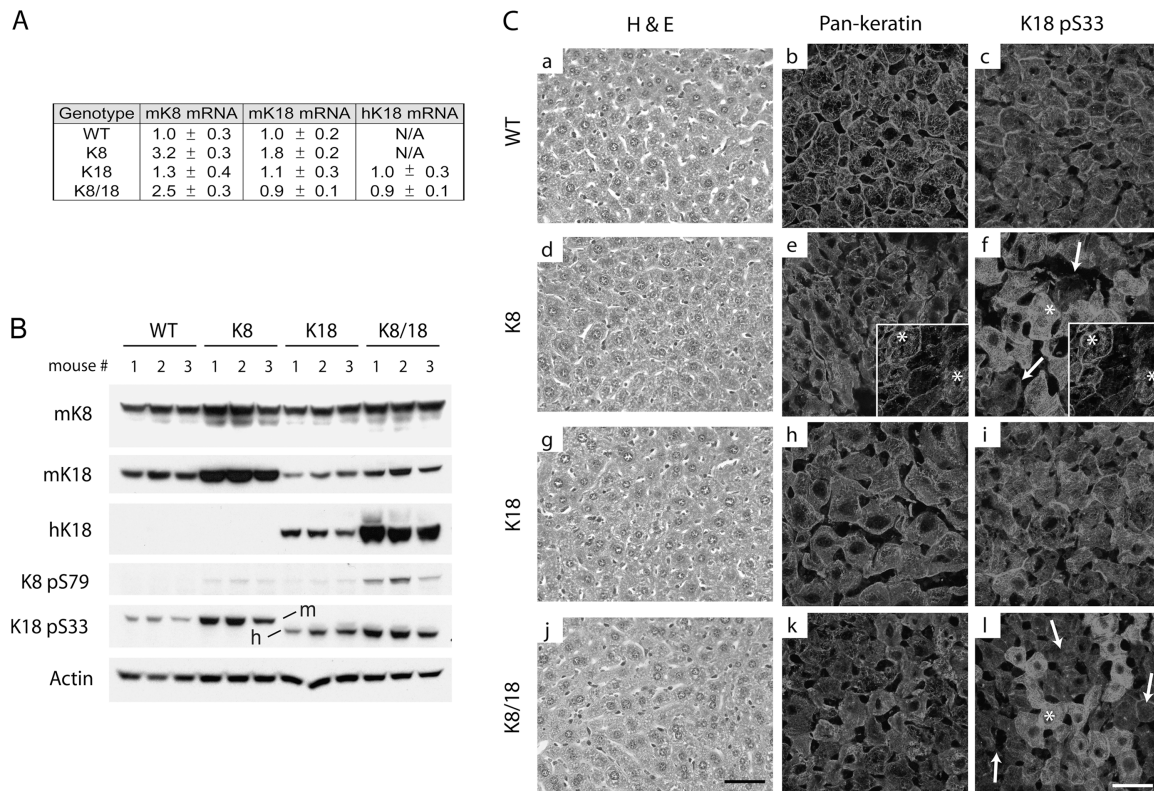 A
Genotype mK8 mRNA mK18 mRNA hK18 mRNA
WT 1.0 ± 0.3 1.0 ± 0.2 N/A
K8 3.2 ± 0.3 1.8 ± 0.2 N/A
K18 1.3 ± 0.4 1.1 ± 0.3 1.0 ± 0.3
K8/18 2.5 ± 0.3 0.9 ± 0.1 0.9 ± 0.1
B
WT K8 K18 K8/18
mouse # 1 2 3 1 2 3 1 2 3 1 2 3
mK8
mK18
hK18
K8 pS79
K18 pS33
m
h
Actin
C
H & E Pan-keratin K18 pS33
WT
a b c
K8
d e f
* * * * *
K18
g h i
K8/18
j k l
*